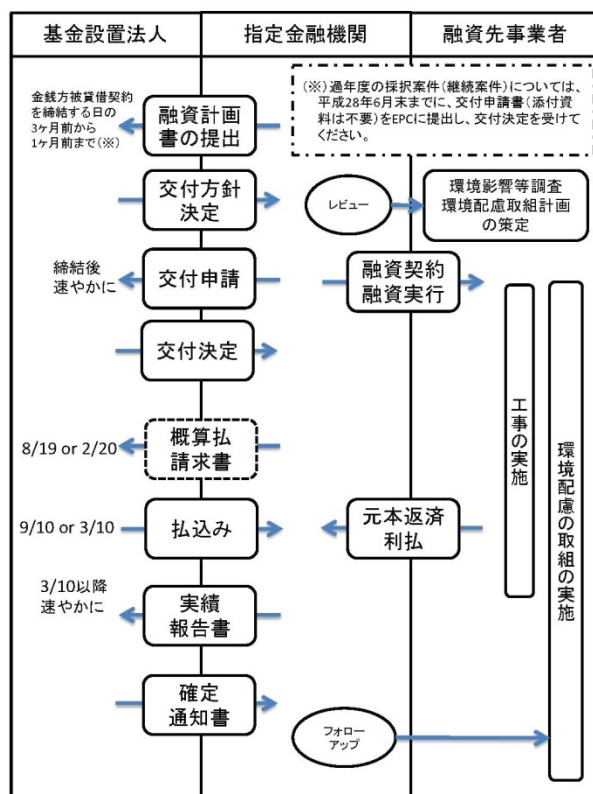 基金設置法人
指定金融機関
融資先事業者
金銭方被貸借契約
を締結する日の
3ヶ月前から
1ヶ月前まで(※)
融資計画
書の提出
(※)過年度の採択案件(継続案件)については、
平成28年6月末までに、交付申請書(添付資
料は不要)をEPCに提出し、交付決定を受けて
ください。
交付方針
決定
レビュー
環境影響等調査
環境配慮取組計画
の策定
締結後
速やかに
交付申請
融資契約
融資実行
交付決定
工事の実施
環境配慮の取組の実施
8/19 or 2/20
概算払
請求書
9/10 or 3/10
払込み
元本返済
利払
3/10以降
速やかに
実績
報告書
確定
通知書
フォロー
アップ